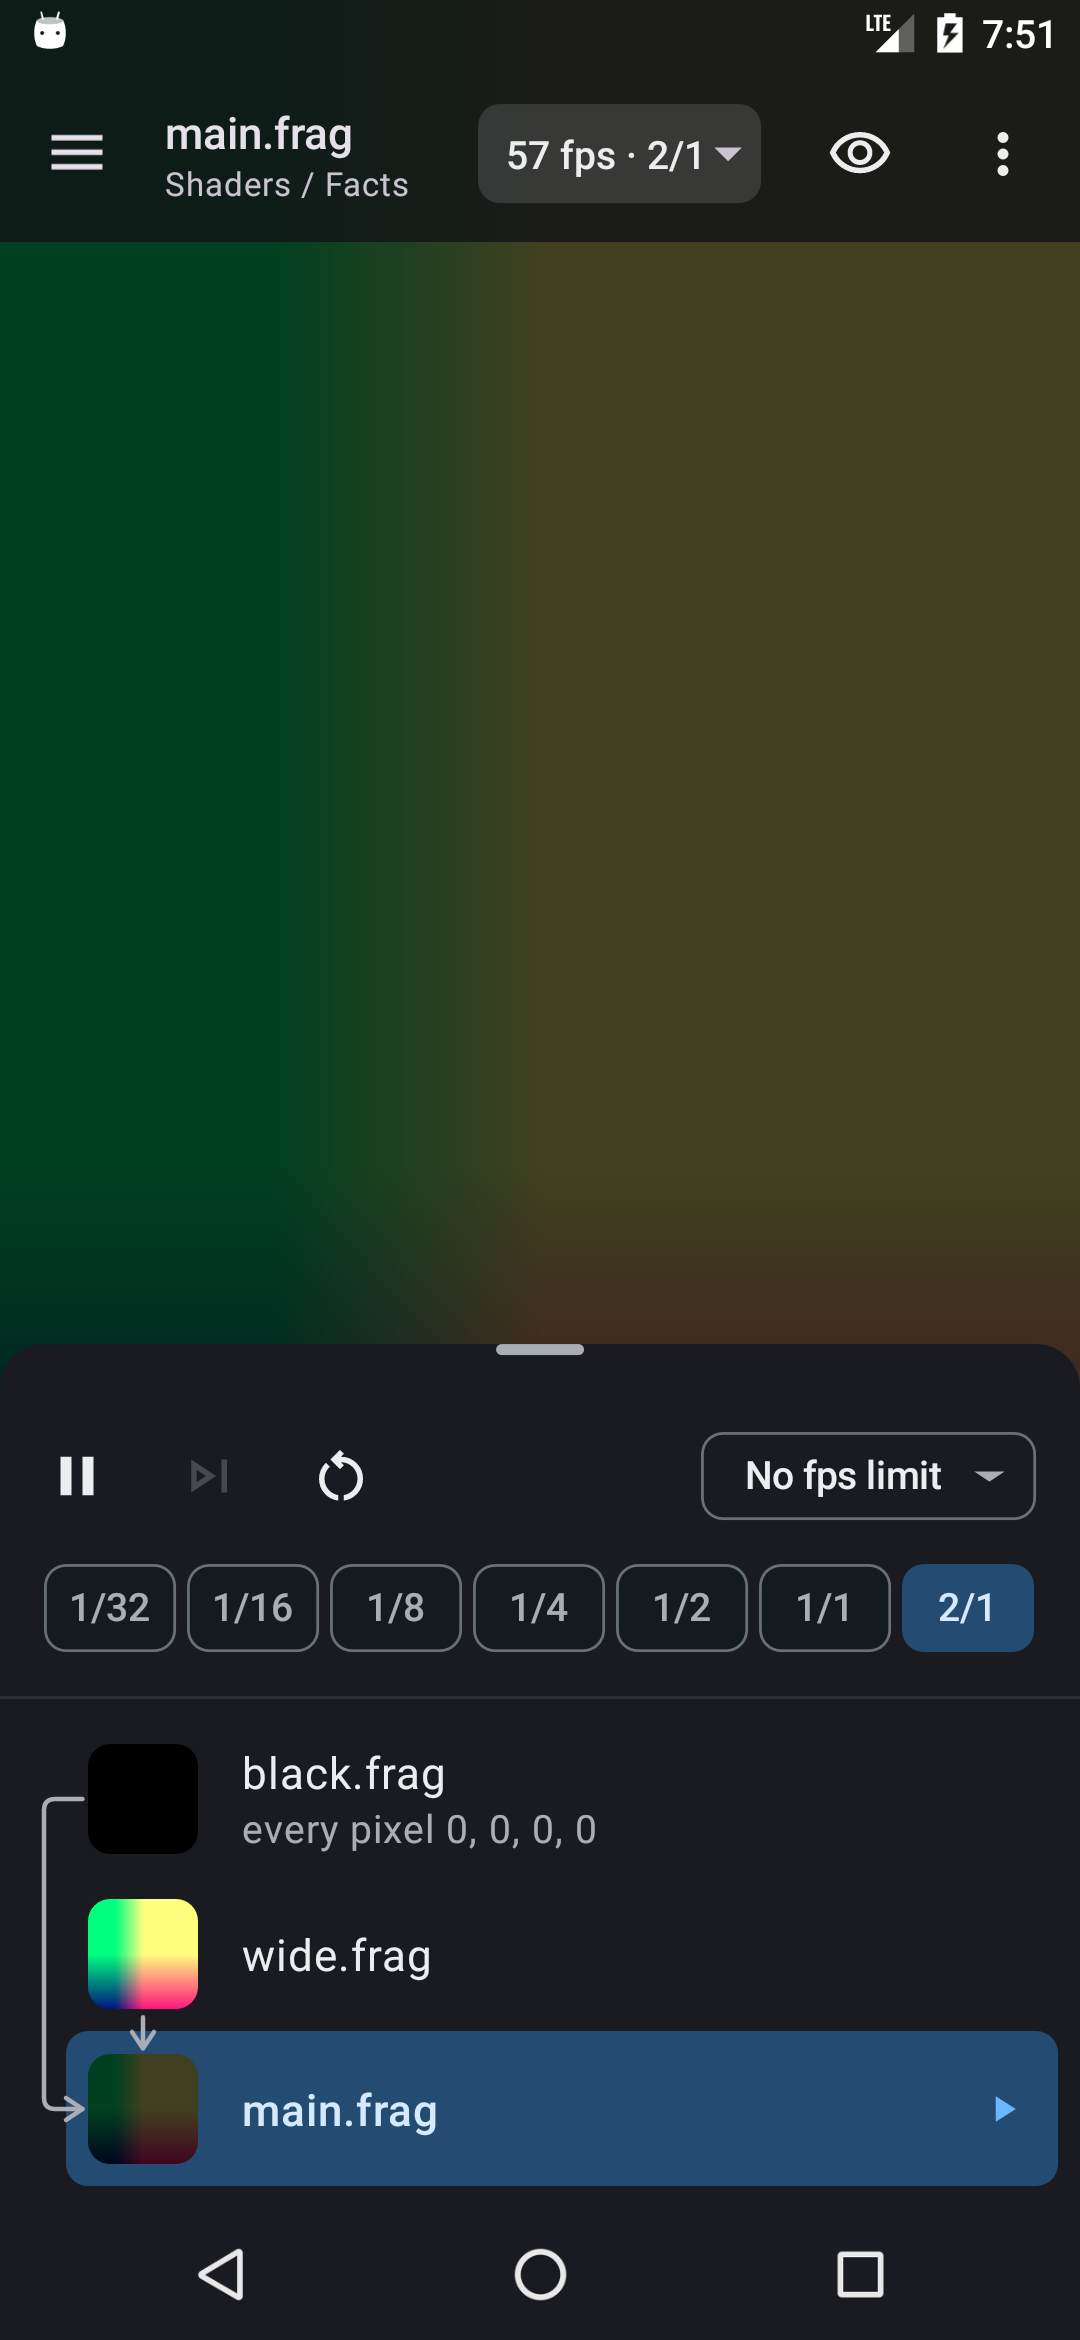 LTE 7:51
main.frag
Shaders / Facts
57 fps · 2/1
No fps limit
1/32 1/16 1/8 1/4 1/2 1/1 2/1
black.frag
every pixel 0, 0, 0, 0
wide.frag
main.frag